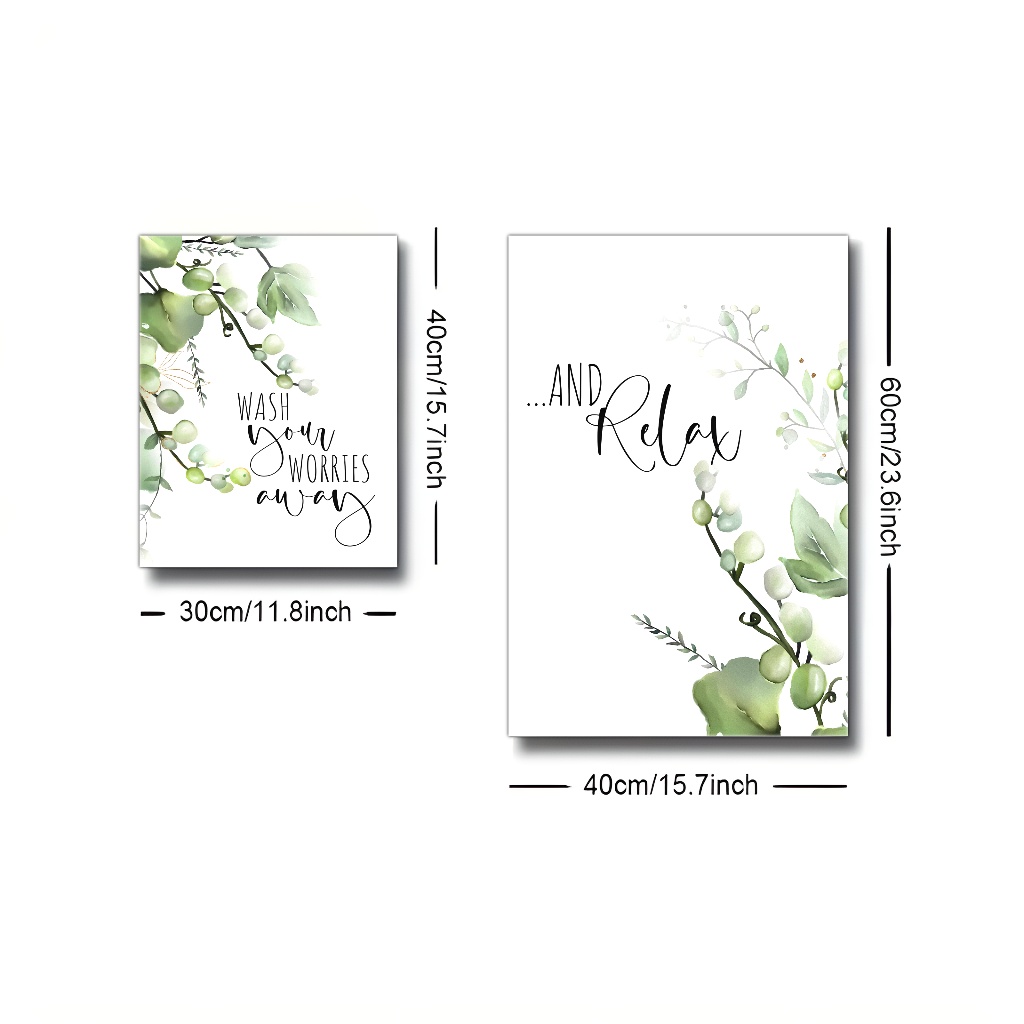 WASH
your
WORRIES
away
40cm/15.7inch
30cm/11.8inch
...AND
Relax
60cm/23.6inch
40cm/15.7inch